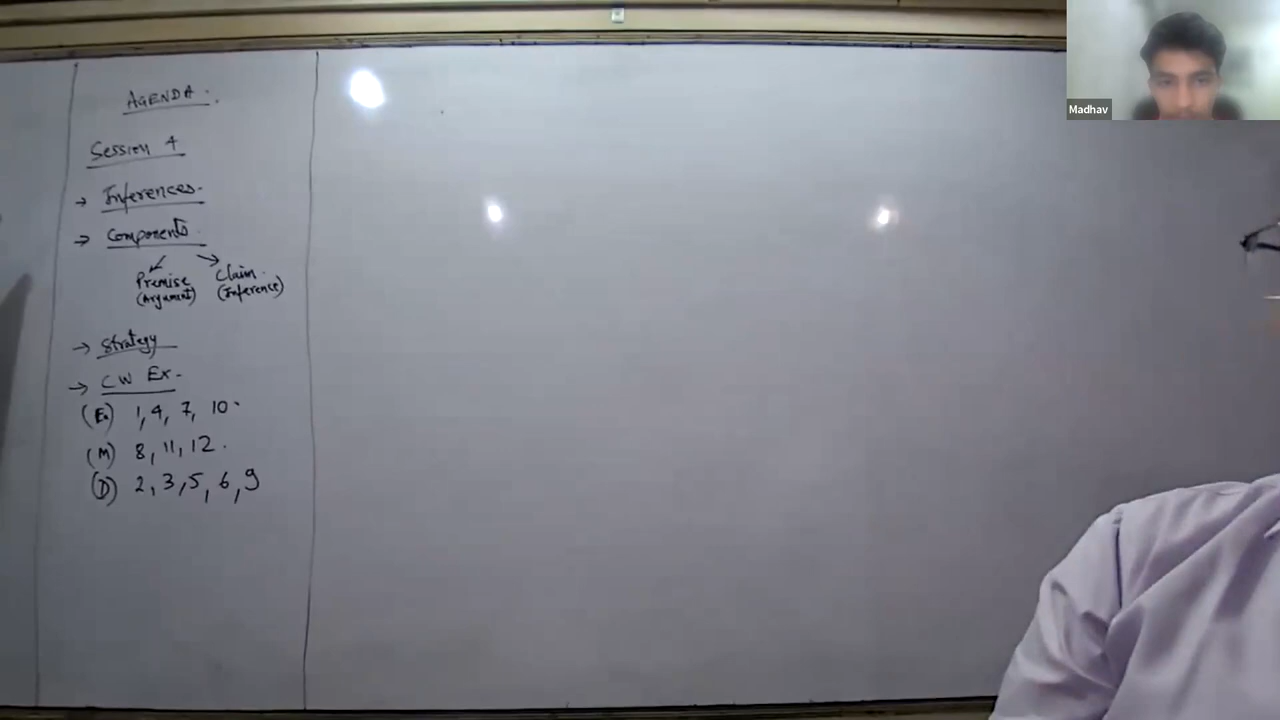 AGENDA.
Session 4
→ Inferences.
→ Components.
Premise (Argument)
Claim. (Inference)
→ Strategy
→ CW Ex.
(E) 1, 4, 7, 10.
(M) 8, 11, 12.
(D) 2, 3, 5, 6, 9
Madhav